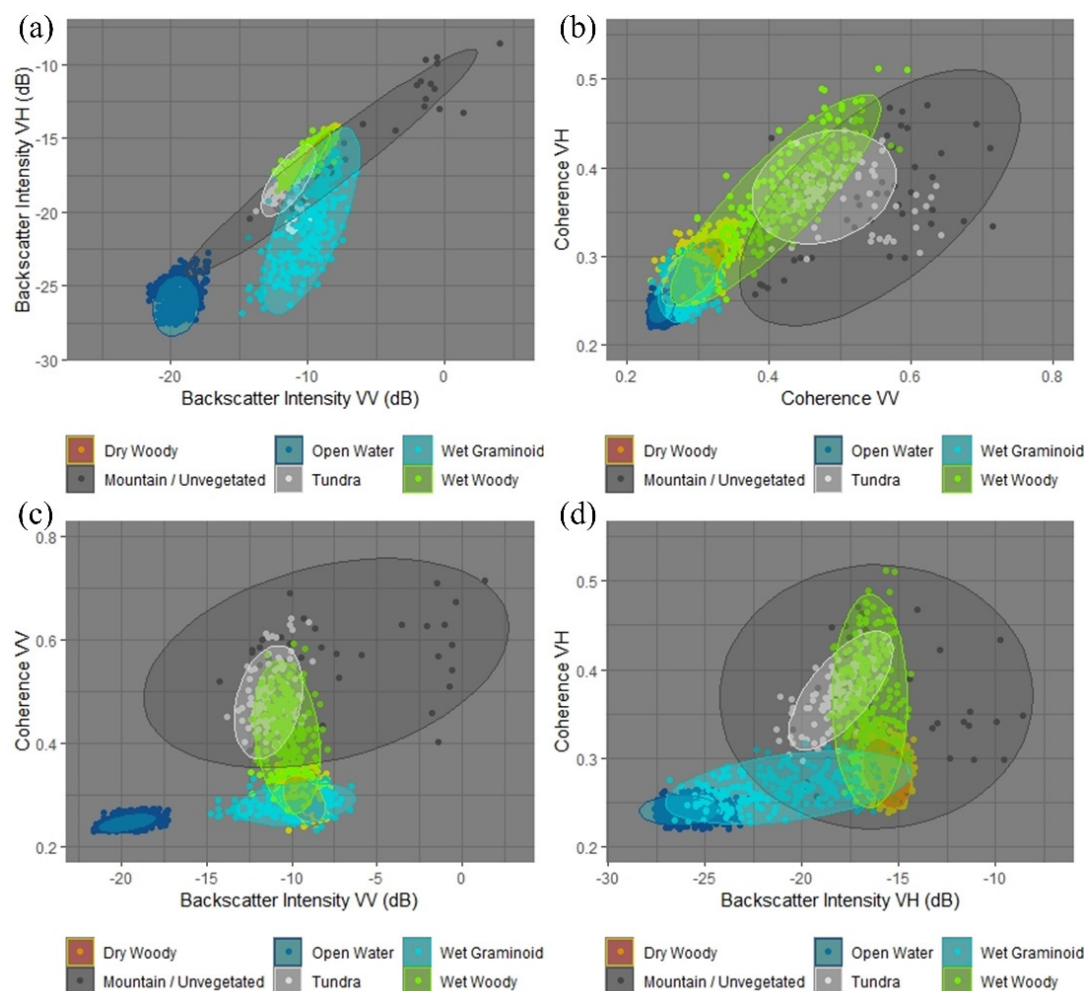 (a)
Backscatter Intensity VH (dB)
-10
-15
-20
-25
-30
-20
-10
0
Backscatter Intensity VV (dB)
Dry Woody
Open Water
Wet Graminoid
Mountain / Unvegetated
Tundra
Wet Woody
(b)
Coherence VH
0.5
0.4
0.3
0.2
0.2
0.4
0.6
0.8
Coherence VV
Dry Woody
Open Water
Wet Graminoid
Mountain / Unvegetated
Tundra
Wet Woody
(c)
Coherence VV
0.8
0.6
0.4
0.2
-20
-15
-10
-5
0
Backscatter Intensity VV (dB)
Dry Woody
Open Water
Wet Graminoid
Mountain / Unvegetated
Tundra
Wet Woody
(d)
Coherence VH
0.5
0.4
0.3
0.2
-30
-25
-20
-15
-10
Backscatter Intensity VH (dB)
Dry Woody
Open Water
Wet Graminoid
Mountain / Unvegetated
Tundra
Wet Woody